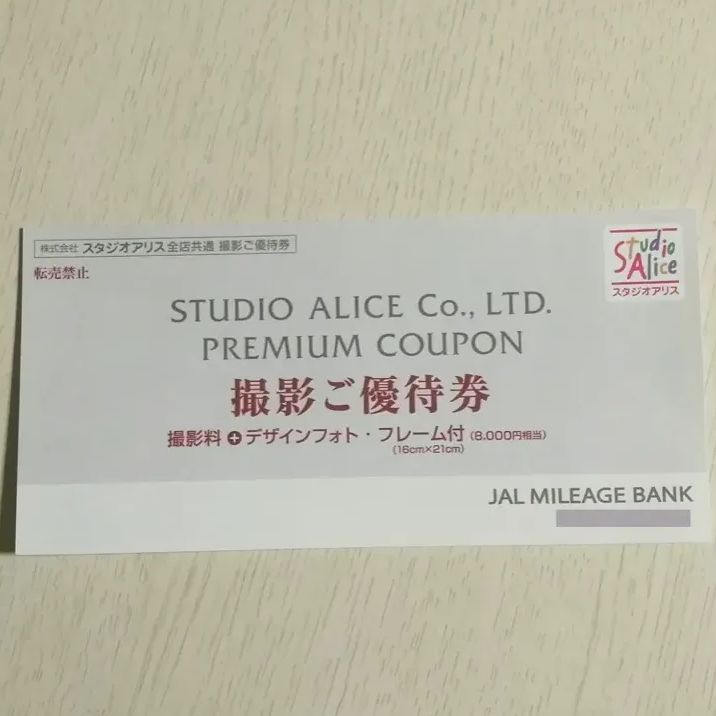 株式会社 スタジオアリス全店共通 撮影ご優待券
転売禁止
Studio
Alice
スタジオアリス
STUDIO ALICE Co., LTD.
PREMIUM COUPON
撮影ご優待券
撮影料+デザインフォト・フレーム付(8,000円相当)
(16cm×21cm)
JAL MILEAGE BANK